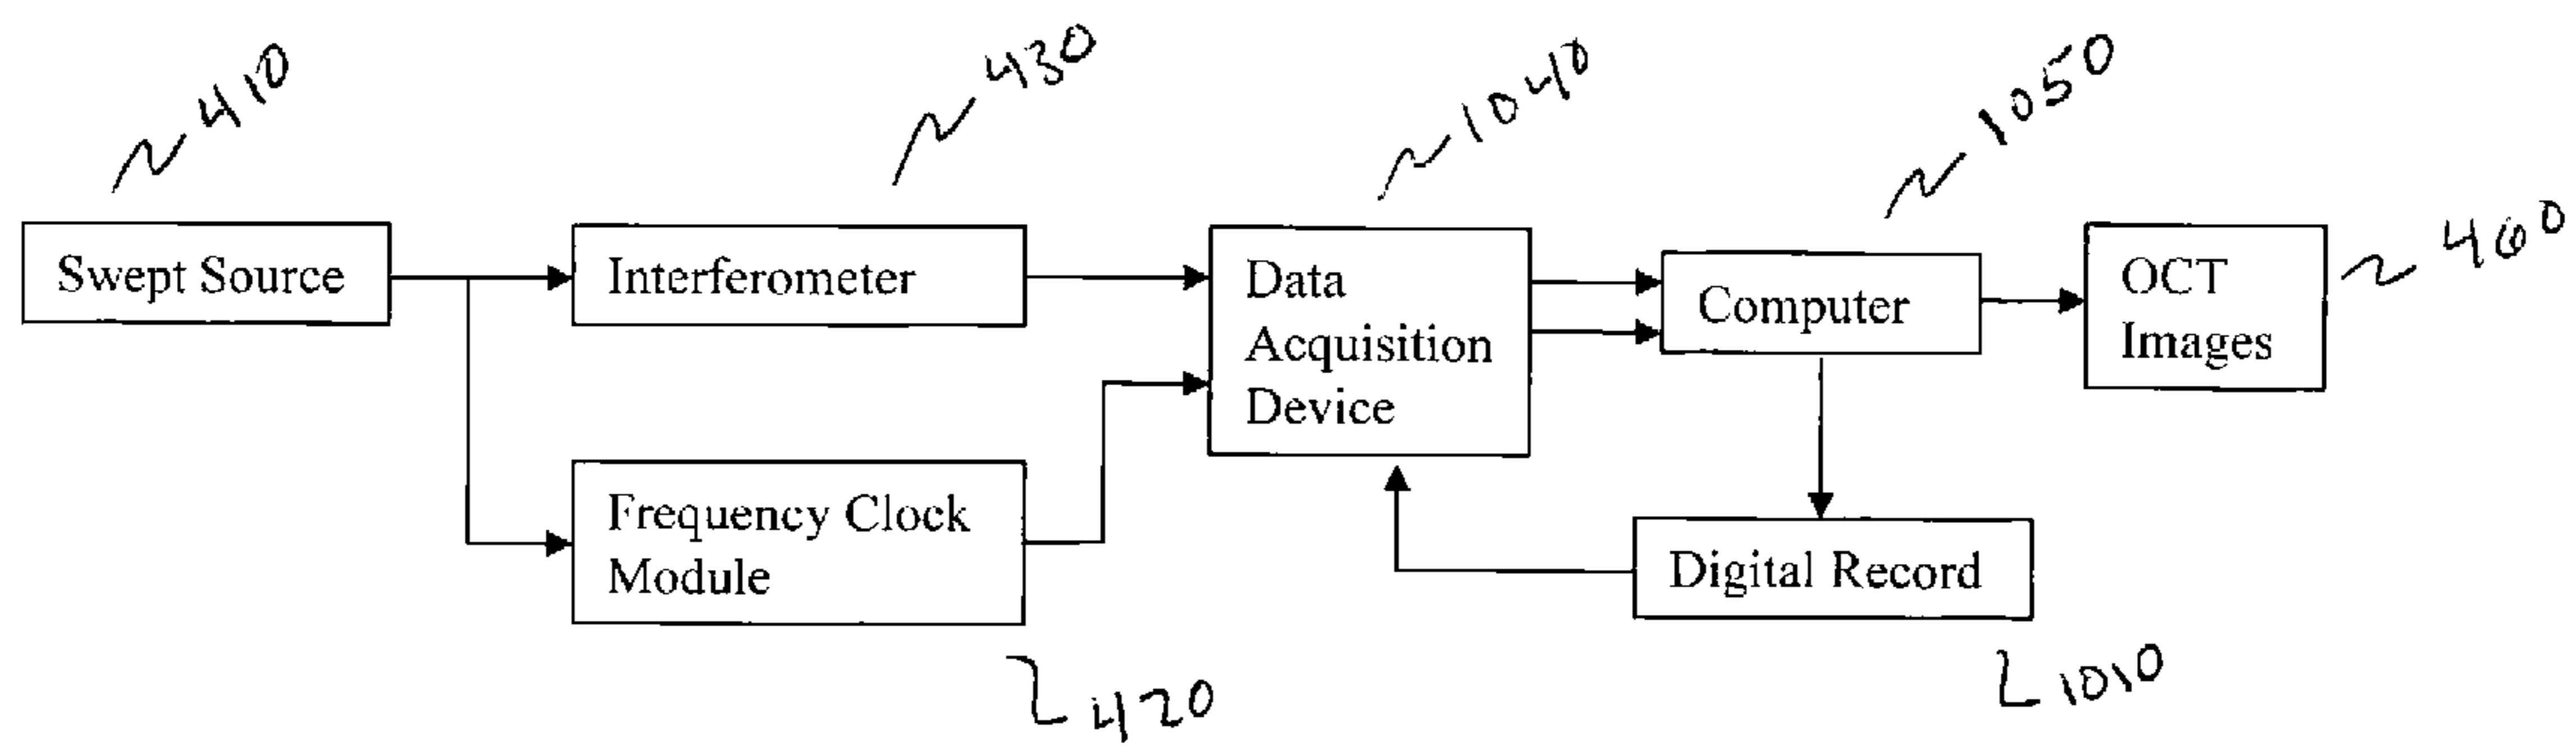 410
430
1040
1050
460
Swept Source
Interferometer
Data
Acquisition
Device
Computer
OCT
Images
Frequency Clock
Module
Digital Record
420
1010